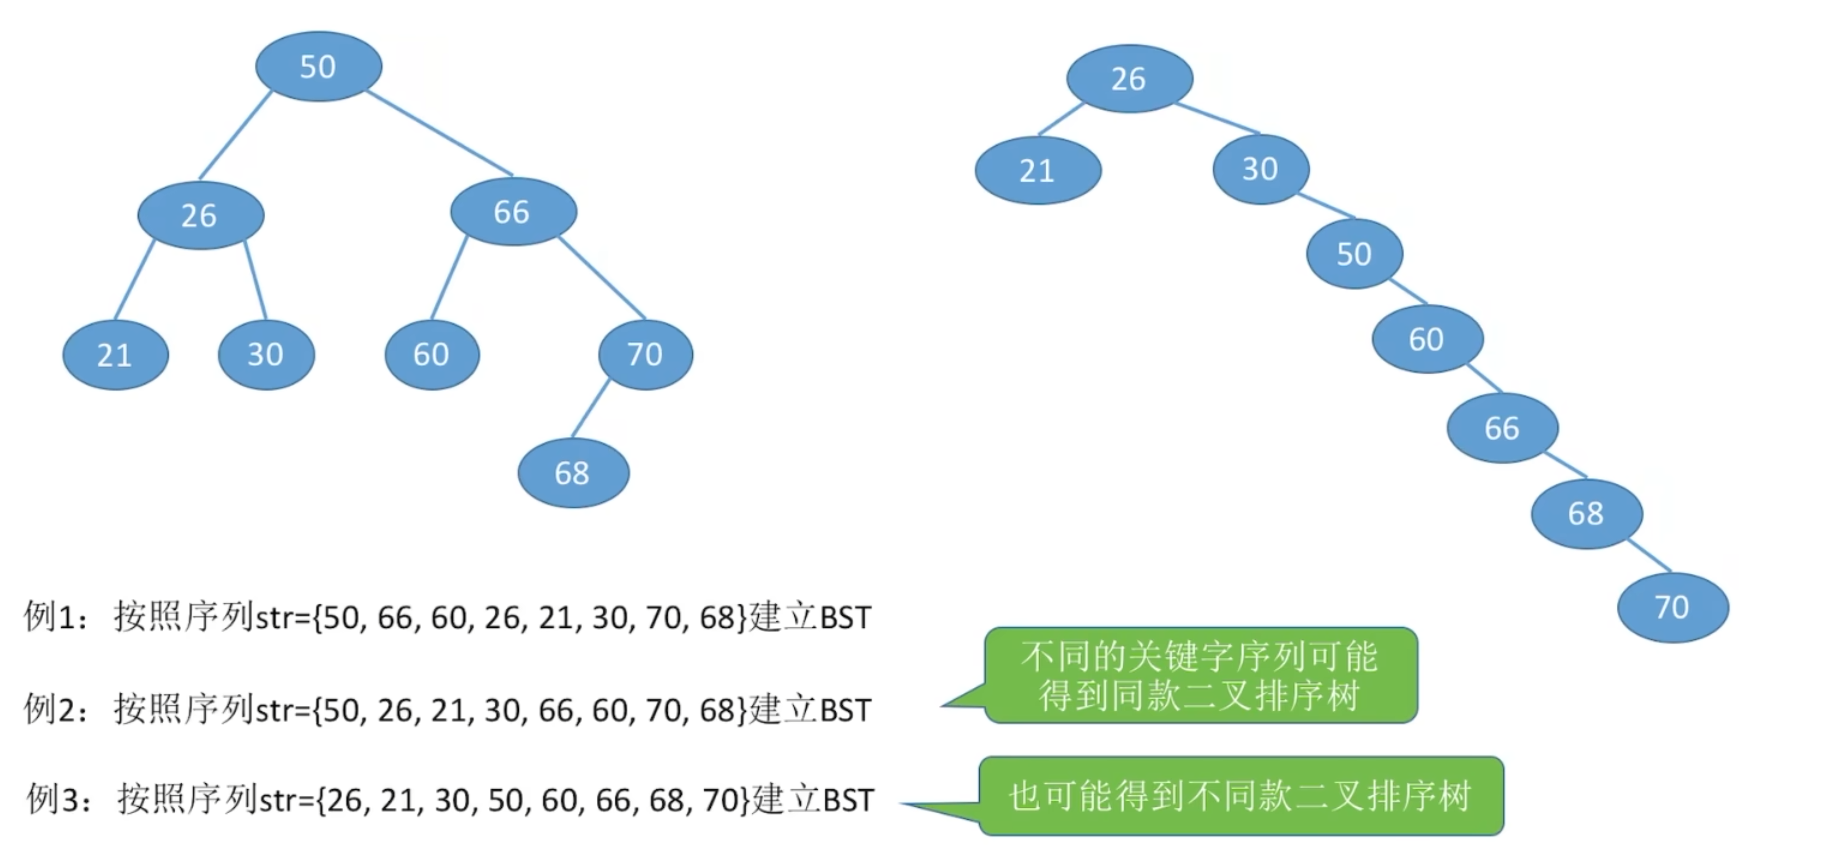 50
26
66
21
30
60
70
68
26
21
30
50
60
66
68
70
例1：按照序列str={50, 66, 60, 26, 21, 30, 70, 68}建立BST
例2：按照序列str={50, 26, 21, 30, 66, 60, 70, 68}建立BST
不同的关键字序列可能
得到同款二叉排序树
例3：按照序列str={26, 21, 30, 50, 60, 66, 68, 70}建立BST
也可能得到不同款二叉排序树